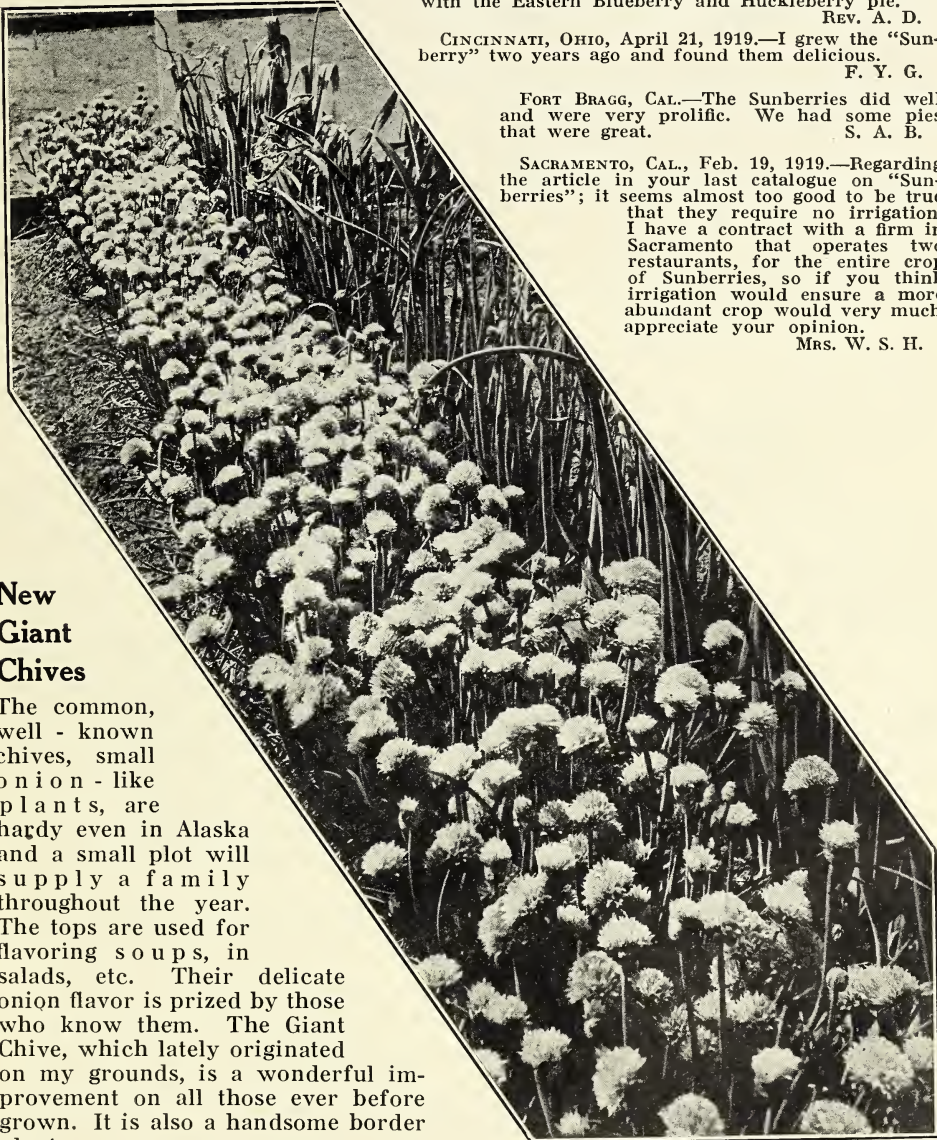 with the Eastern Blueberry and Huckleberry pie.
REV. A. D.
CINCINNATI, OHIO, April 21, 1919.—I grew the "Sun-
berry" two years ago and found them delicious.
F. Y. G.
FORT BRAGG, CAL.—The Sunberries did well
and were very prolific. We had some pies
that were great. S. A. B.
SACRAMENTO, CAL., Feb. 19, 1919.—Regarding
the article in your last catalogue on "Sun-
berries"; it seems almost too good to be true
that they require no irrigation
I have a contract with a firm in
Sacramento that operates two
restaurants, for the entire crop
of Sunberries, so if you think
irrigation would ensure a more
abundant crop would very much
appreciate your opinion.
MRS. W. S. H.
New
Giant
Chives
The common,
well - known
chives, small
onion - like
plants, are
hardy even in Alaska
and a small plot will
supply a family
throughout the year.
The tops are used for
flavoring soups, in
salads, etc. Their delicate
onion flavor is prized by those
who know them. The Giant
Chive, which lately originated
on my grounds, is a wonderful im-
provement on all those ever before
grown. It is also a handsome border